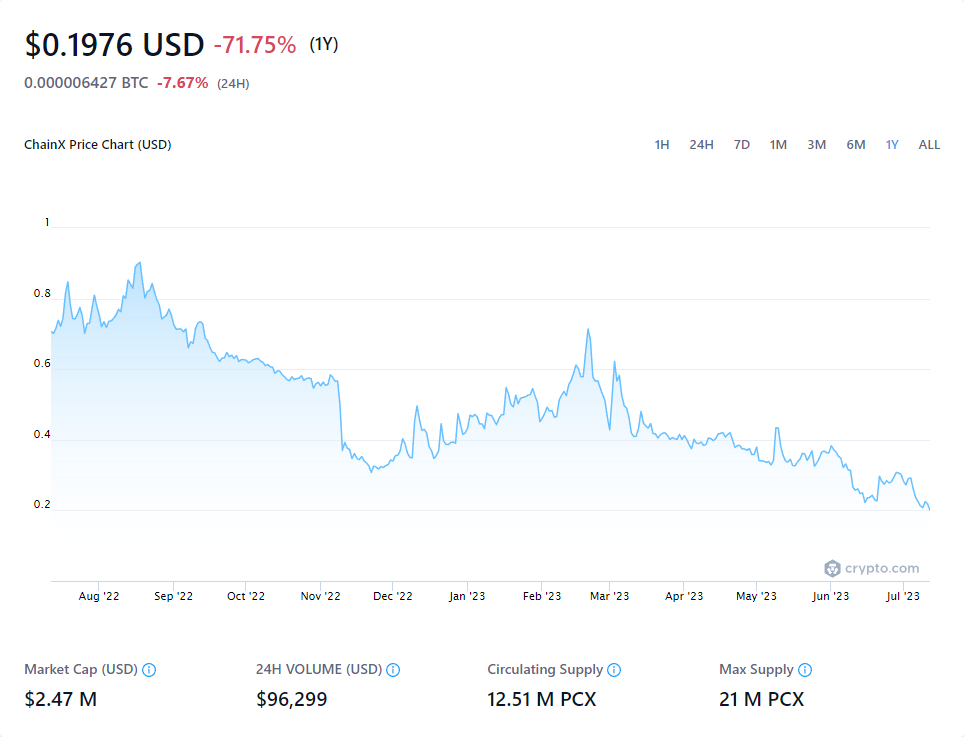 $0.1976 USD -71.75% (1Y)
0.000006427 BTC -7.67% (24H)
ChainX Price Chart (USD) 1H 24H 7D 1M 3M 6M 1Y ALL
1
0.8
0.6
0.4
0.2
crypto.com
Aug '22 Sep '22 Oct '22 Nov '22 Dec '22 Jan '23 Feb '23 Mar '23 Apr '23 May '23 Jun '23 Jul '23
Market Cap (USD) 24H VOLUME (USD) Circulating Supply Max Supply
$2.47 M $96,299 12.51 M PCX 21 M PCX